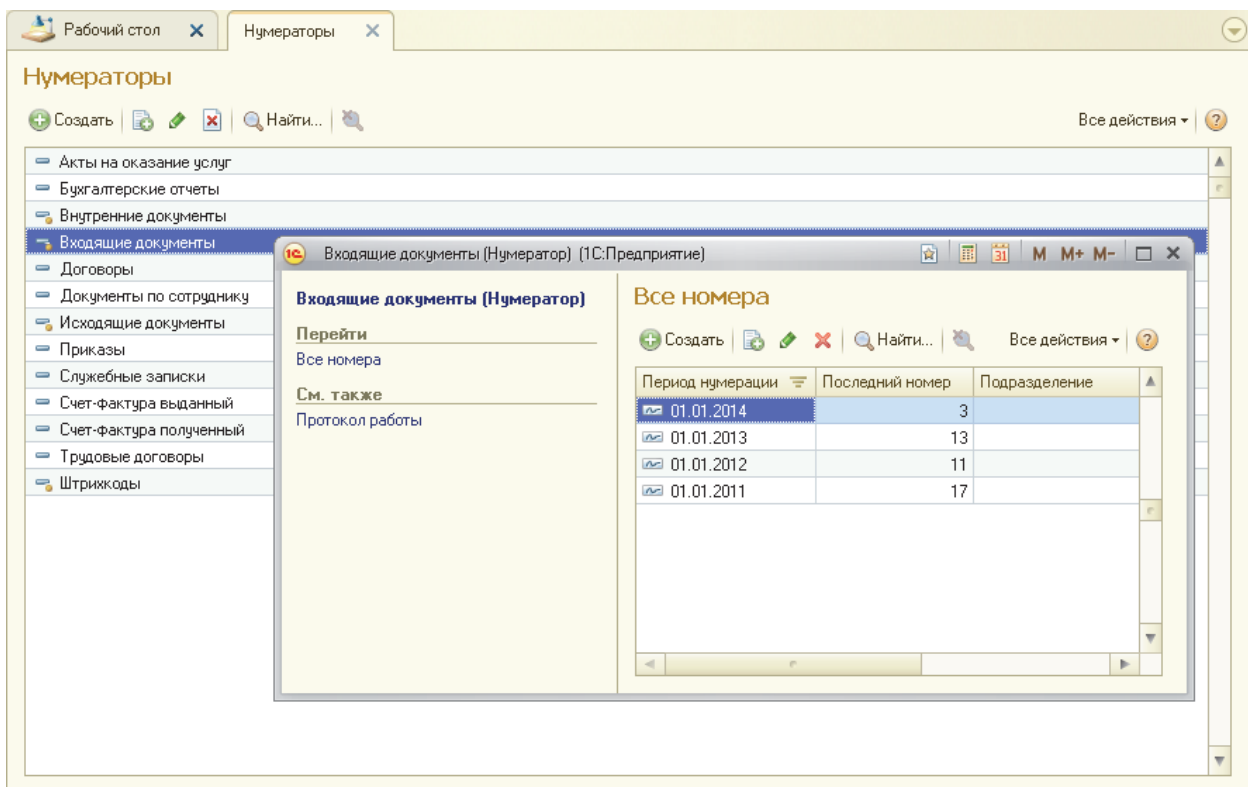 Рабочий стол Нумераторы
Нумераторы
Создать Найти... Все действия ?
Акты на оказание услуг
Бухгалтерские отчеты
Внутренние документы
Входящие документы
Договоры
Документы по сотруднику
Исходящие документы
Приказы
Служебные записки
Счет-фактура выданный
Счет-фактура полученный
Трудовые договоры
Штрихкоды
1С Входящие документы (Нумератор) (1С:Предприятие) 31 M M+ M-
Входящие документы (Нумератор)
Перейти
Все номера
См. также
Протокол работы
Все номера
Создать Найти... Все действия ?
Период нумерации Последний номер Подразделение
01.01.2014 3
01.01.2013 13
01.01.2012 11
01.01.2011 17